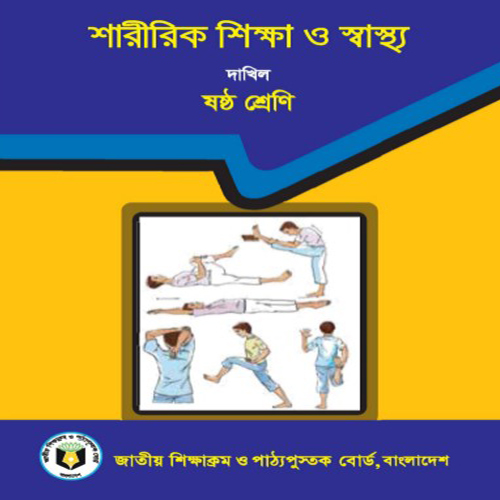 শারীরিক শিক্ষা ও স্বাস্থ্য
দাখিল
ষষ্ঠ শ্রেণি
জাতীয় শিক্ষাক্রম ও পাঠ্যপুস্তক বোর্ড, বাংলাদেশ